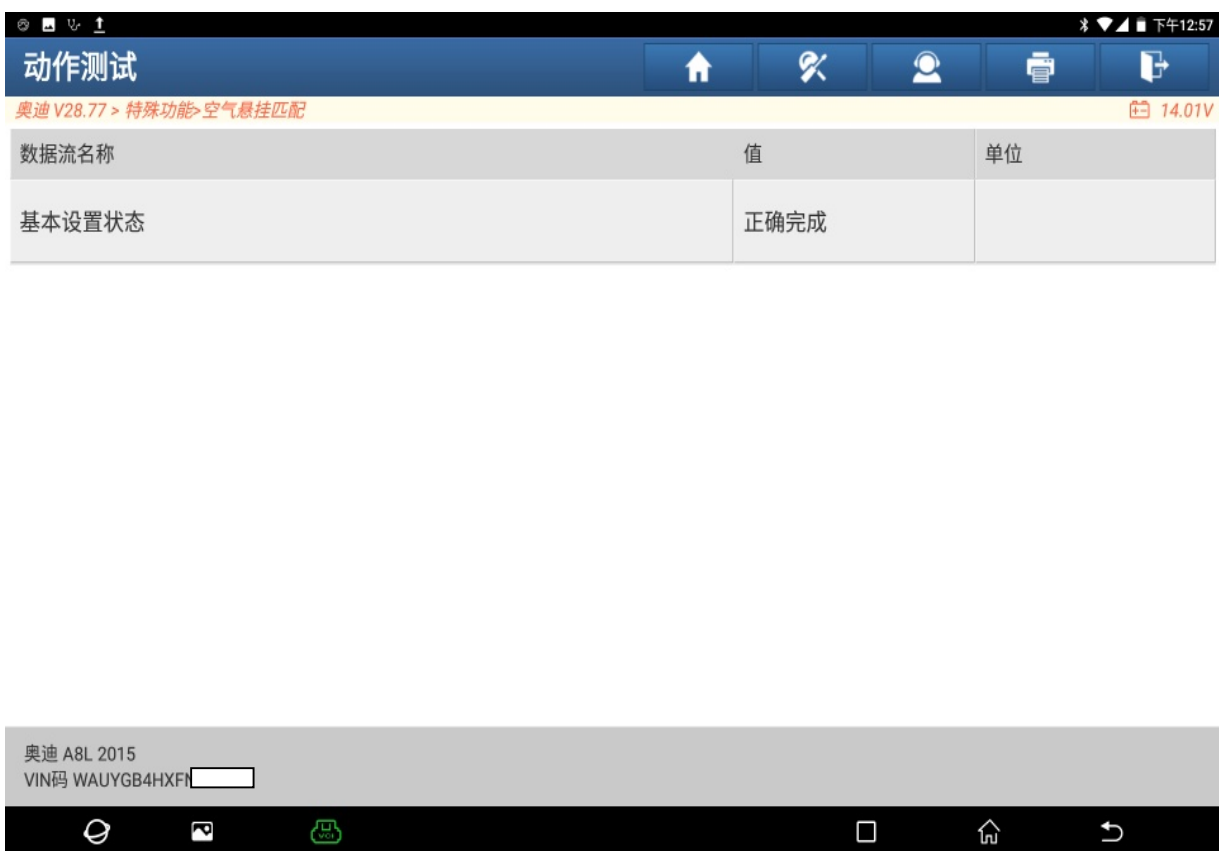 下午12:57
动作测试
奥迪 V28.77 > 特殊功能>空气悬挂匹配
14.01V
数据流名称 值 单位
基本设置状态 正确完成
奥迪 A8L 2015
VIN码 WAUYGB4HXFN
VCI